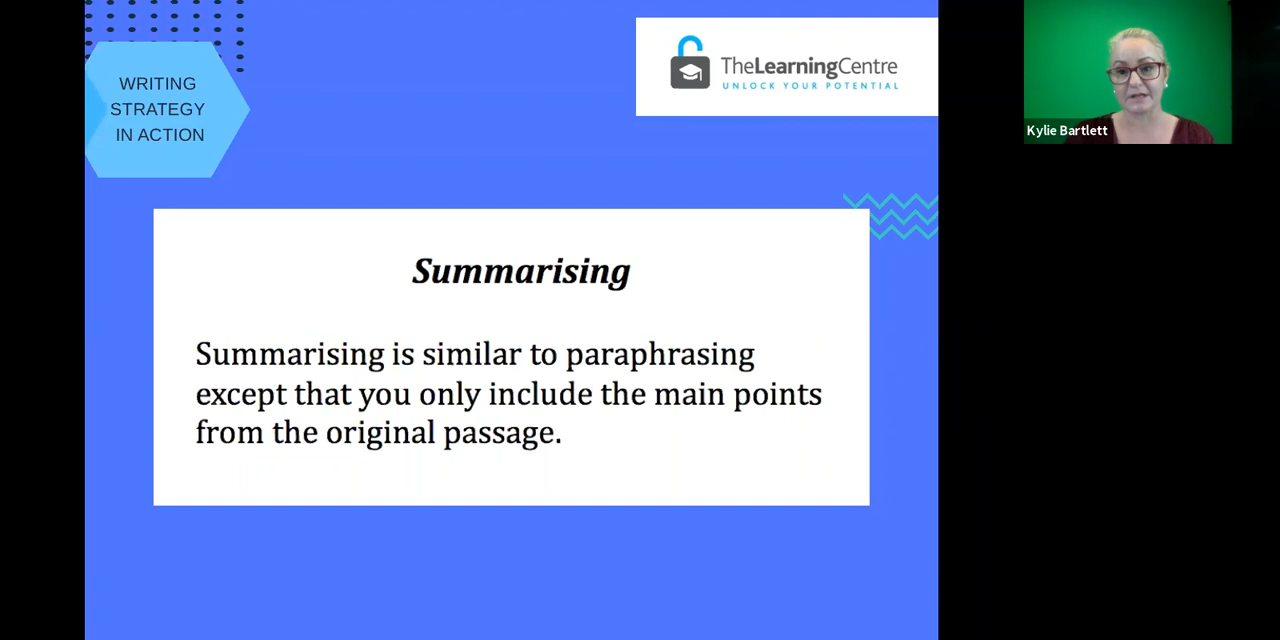 WRITING
STRATEGY
IN ACTION
TheLearningCentre
UNLOCK YOUR POTENTIAL
Kylie Bartlett
Summarising
Summarising is similar to paraphrasing
except that you only include the main points
from the original passage.